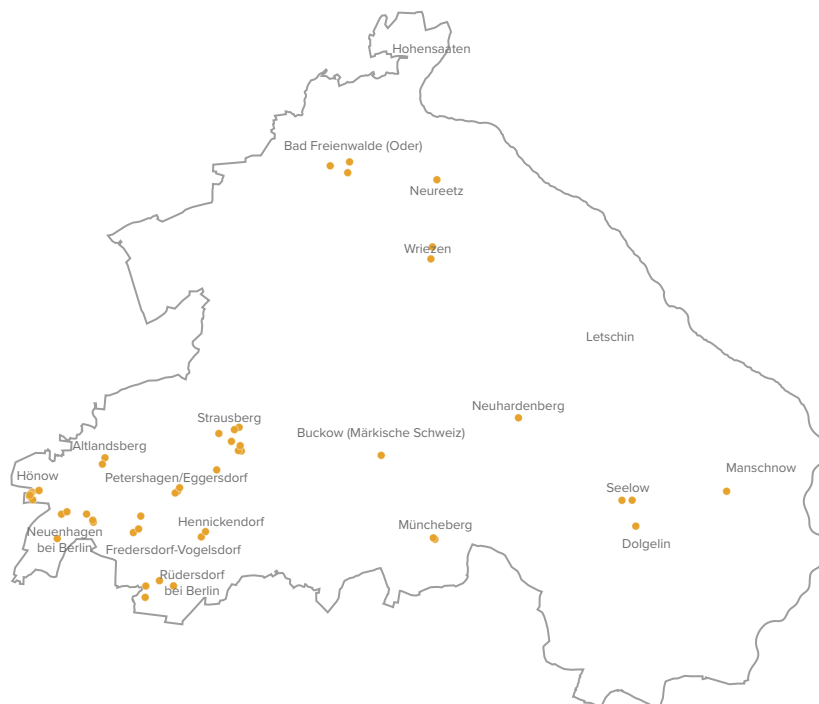 Hohensaaten
Bad Freienwalde (Oder)
Neureetz
Wriezen
Letschin
Neuhardenberg
Strausberg
Buckow (Märkische Schweiz)
Altlandsberg
Manschnow
Hönow
Petershagen/Eggersdorf
Seelow
Hennickendorf
Müncheberg
Neuenhagen
bei Berlin
Fredersdorf-Vogelsdorf
Dolgelin
Rüdersdorf
bei Berlin